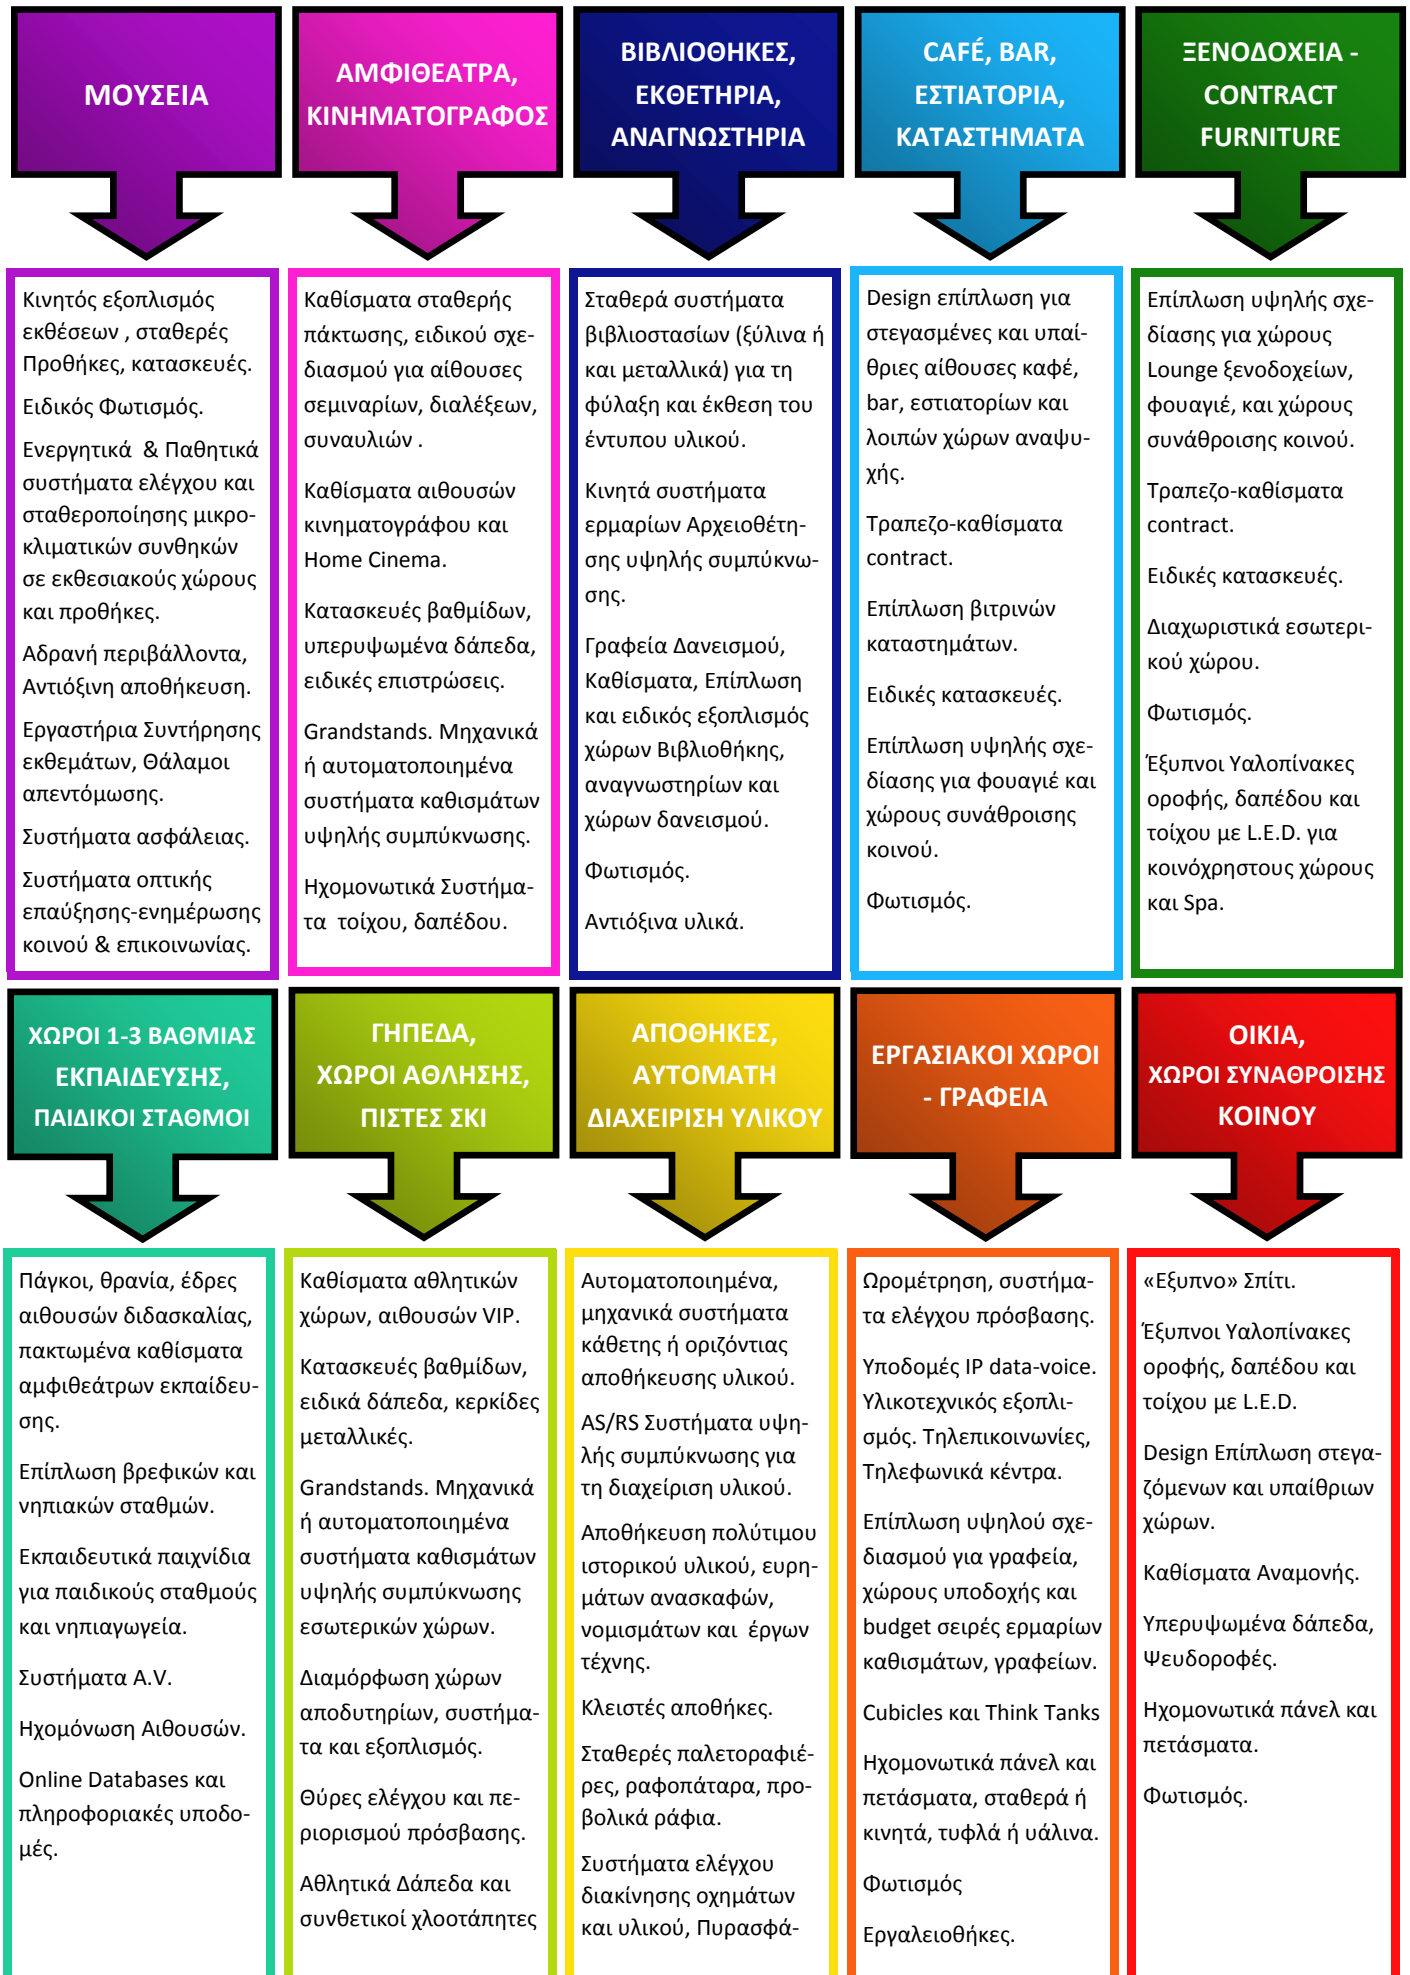 ΜΟΥΣΕΙΑ
Κινητός εξοπλισμός
εκθέσεων , σταθερές
Προθήκες, κατασκευές.
Ειδικός Φωτισμός.
Ενεργητικά & Παθητικά
συστήματα ελέγχου και
σταθεροποίησης μικρο-
κλιματικών συνθηκών
σε εκθεσιακούς χώρους
και προθήκες.
Αδρανή περιβάλλοντα,
Αντιόξινη αποθήκευση.
Εργαστήρια Συντήρησης
εκθεμάτων, Θάλαμοι
απεντόμωσης.
Συστήματα ασφάλειας.
Συστήματα οπτικής
επαύξησης-ενημέρωσης
κοινού & επικοινωνίας.
ΑΜΦΙΘΕΑΤΡΑ,
ΚΙΝΗΜΑΤΟΓΡΑΦΟΣ
Καθίσματα σταθερής
πάκτωσης, ειδικού σχε-
διασμού για αίθουσες
σεμιναρίων, διαλέξεων,
συναυλιών .
Καθίσματα αιθουσών
κινηματογράφου και
Home Cinema.
Κατασκευές βαθμίδων,
υπερυψωμένα δάπεδα,
ειδικές επιστρώσεις.
Grandstands. Μηχανικά
ή αυτοματοποιημένα
συστήματα καθισμάτων
υψηλής συμπύκνωσης.
Ηχομονωτικά Συστήμα-
τα τοίχου, δαπέδου.
ΒΙΒΛΙΟΘΗΚΕΣ,
ΕΚΘΕΤΗΡΙΑ,
ΑΝΑΓΝΩΣΤΗΡΙΑ
Σταθερά συστήματα
βιβλιοστασίων (ξύλινα ή
και μεταλλικά) για τη
φύλαξη και έκθεση του
έντυπου υλικού.
Κινητά συστήματα
ερμαρίων Αρχειοθέτη-
σης υψηλής συμπύκνω-
σης.
Γραφεία Δανεισμού,
Καθίσματα, Επίπλωση
και ειδικός εξοπλισμός
χώρων Βιβλιοθήκης,
αναγνωστηρίων και
χώρων δανεισμού.
Φωτισμός.
Αντιόξινα υλικά.
CAFÉ, BAR,
ΕΣΤΙΑΤΟΡΙΑ,
ΚΑΤΑΣΤΗΜΑΤΑ
Design επίπλωση για
στεγασμένες και υπαί-
θριες αίθουσες καφέ,
bar, εστιατορίων και
λοιπών χώρων αναψυ-
χής.
Τραπεζο-καθίσματα
contract.
Επίπλωση βιτρινών
καταστημάτων.
Ειδικές κατασκευές.
Επίπλωση υψηλής σχε-
δίασης για φουαγιέ και
χώρους συνάθροισης
κοινού.
Φωτισμός.
ΞΕΝΟΔΟΧΕΙΑ -
CONTRACT
FURNITURE
Επίπλωση υψηλής σχε-
δίασης για χώρους
Lounge ξενοδοχείων,
φουαγιέ, και χώρους
συνάθροισης κοινού.
Τραπεζο-καθίσματα
contract.
Ειδικές κατασκευές.
Διαχωριστικά εσωτερι-
κού χώρου.
Φωτισμός.
Έξυπνοι Υαλοπίνακες
οροφής, δαπέδου και
τοίχου με L.E.D. για
κοινόχρηστους χώρους
και Spa.
ΧΩΡΟΙ 1-3 ΒΑΘΜΙΑΣ
ΕΚΠΑΙΔΕΥΣΗΣ,
ΠΑΙΔΙΚΟΙ ΣΤΑΘΜΟΙ
Πάγκοι, θρανία, έδρες
αιθουσών διδασκαλίας,
πακτωμένα καθίσματα
αμφιθεάτρων εκπαίδευ-
σης.
Επίπλωση βρεφικών και
νηπιακών σταθμών.
Εκπαιδευτικά παιχνίδια
για παιδικούς σταθμούς
και νηπιαγωγεία.
Συστήματα A.V.
Ηχομόνωση Αιθουσών.
Online Databases και
πληροφοριακές υποδο-
μές.
ΓΗΠΕΔΑ,
ΧΩΡΟΙ ΑΘΛΗΣΗΣ,
ΠΙΣΤΕΣ ΣΚΙ
Καθίσματα αθλητικών
χώρων, αιθουσών VIP.
Κατασκευές βαθμίδων,
ειδικά δάπεδα, κερκίδες
μεταλλικές.
Grandstands. Μηχανικά
ή αυτοματοποιημένα
συστήματα καθισμάτων
υψηλής συμπύκνωσης
εσωτερικών χώρων.
Διαμόρφωση χώρων
αποδυτηρίων, συστήμα-
τα και εξοπλισμός.
Θύρες ελέγχου και πε-
ριορισμού πρόσβασης.
Αθλητικά Δάπεδα και
συνθετικοί χλοοτάπητες
ΑΠΟΘΗΚΕΣ,
ΑΥΤΟΜΑΤΗ
ΔΙΑΧΕΙΡΙΣΗ ΥΛΙΚΟΥ
Αυτοματοποιημένα,
μηχανικά συστήματα
κάθετης ή οριζόντιας
αποθήκευσης υλικού.
AS/RS Συστήματα υψη-
λής συμπύκνωσης για
τη διαχείριση υλικού.
Αποθήκευση πολύτιμου
ιστορικού υλικού, ευρη-
μάτων ανασκαφών,
νομισμάτων και έργων
τέχνης.
Κλειστές αποθήκες.
Σταθερές παλετοραφιέ-
ρες, ραφοπάταρα, προ-
βολικά ράφια.
Συστήματα ελέγχου
διακίνησης οχημάτων
και υλικού, Πυρασφά-
ΕΡΓΑΣΙΑΚΟΙ ΧΩΡΟΙ
- ΓΡΑΦΕΙΑ
Ωρομέτρηση, συστήμα-
τα ελέγχου πρόσβασης.
Υποδομές IP data-voice.
Υλικοτεχνικός εξοπλι-
σμός. Τηλεπικοινωνίες,
Τηλεφωνικά κέντρα.
Επίπλωση υψηλού σχε-
διασμού για γραφεία,
χώρους υποδοχής και
budget σειρές ερμαρίων
καθισμάτων, γραφείων.
Cubicles και Think Tanks
Ηχομονωτικά πάνελ και
πετάσματα, σταθερά ή
κινητά, τυφλά ή υάλινα.
Φωτισμός
Εργαλειοθήκες.
ΟΙΚΙΑ,
ΧΩΡΟΙ ΣΥΝΑΘΡΟΙΣΗΣ
ΚΟΙΝΟΥ
«Εξυπνο» Σπίτι.
Έξυπνοι Υαλοπίνακες
οροφής, δαπέδου και
τοίχου με L.E.D.
Design Επίπλωση στεγα-
ζόμενων και υπαίθριων
χώρων.
Καθίσματα Αναμονής.
Υπερυψωμένα δάπεδα,
Ψευδοροφές.
Ηχομονωτικά πάνελ και
πετάσματα.
Φωτισμός.